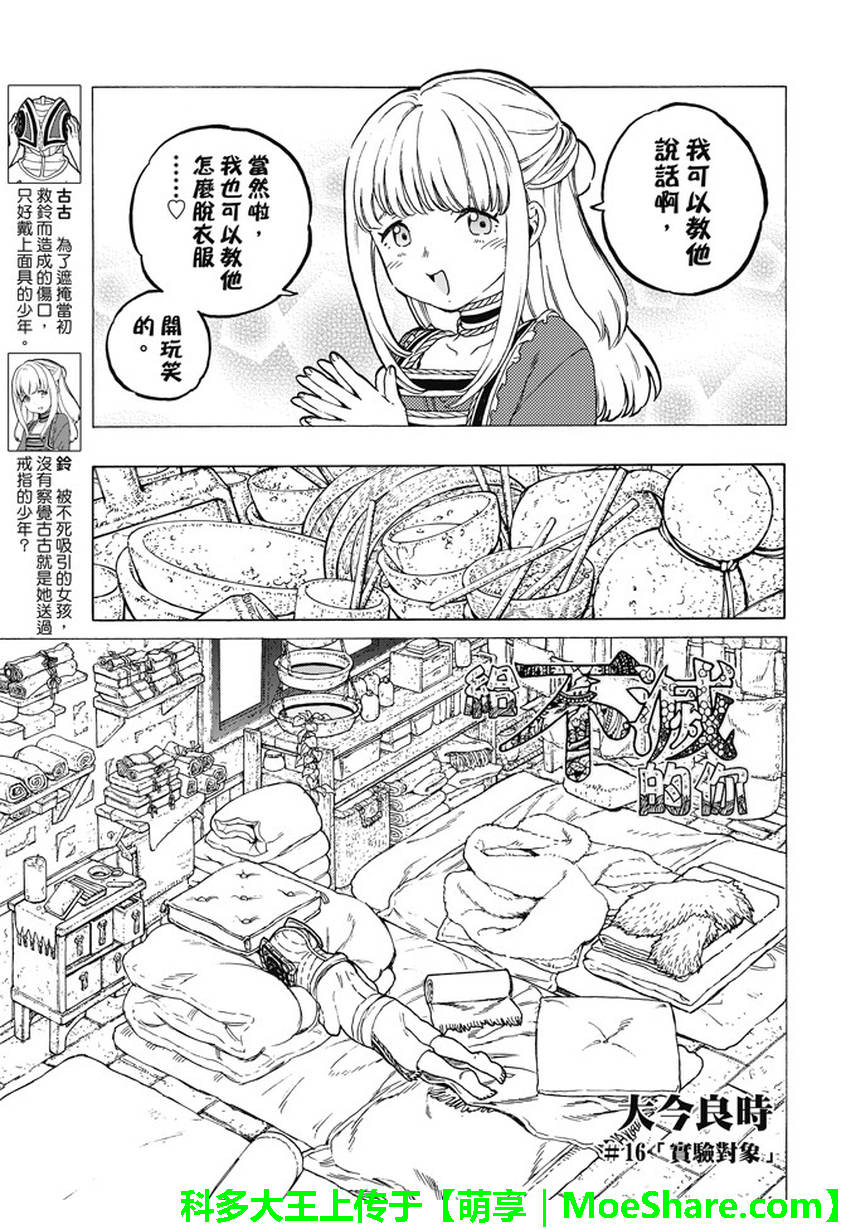 我可以教他
說話啊，
當然啦，
我也可以教他
怎麼脫衣服
……♡
開玩笑
的。
古古　為了遮掩當初
救鈴而造成的傷口，
只好戴上面具的少年。
鈴　被不死吸引的女孩，
沒有察覺古古就是她送過
戒指的少年？
給不滅
的你
大今良時
#16「實驗對象」
科多大王上传于【萌享｜MoeShare.com】